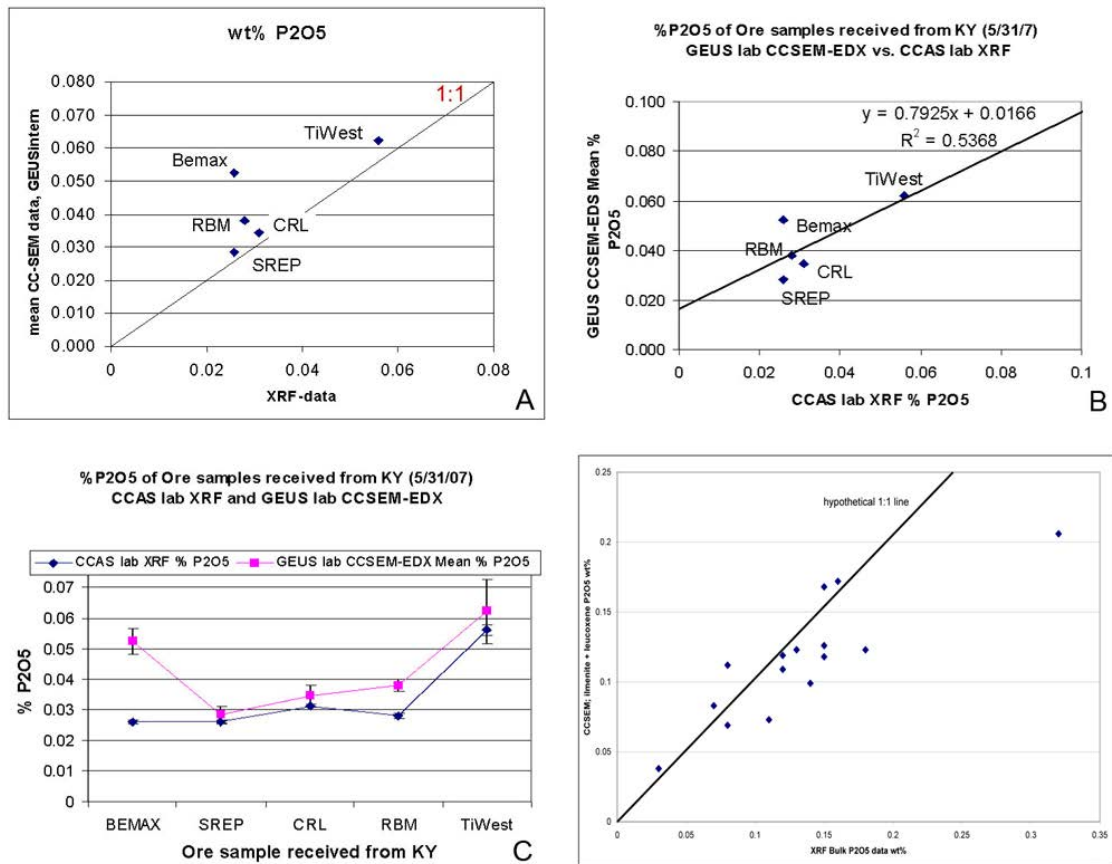 wt% P2O5
0.080
0.070
0.060
0.050
0.040
0.030
0.020
0.010
0.000
mean CC-SEM data, GEUSintern
1:1
TiWest
Bemax
RBM
CRL
SREP
0
0.02
0.04
0.06
0.08
XRF-data
A
%P2O5 of Ore samples received from KY (5/31/7)
GEUS lab CCSEM-EDX vs. CCAS lab XRF
0.100
0.080
0.060
0.040
0.020
0.000
GEUS CCSEM-EDS Mean %
P2O5
y = 0.7925x + 0.0166
R² = 0.5368
TiWest
Bemax
RBM
CRL
SREP
0
0.02
0.04
0.06
0.08
0.1
CCAS lab XRF % P2O5
B
%P2O5 of Ore samples received from KY (5/31/07)
CCAS lab XRF and GEUS lab CCSEM-EDX
CCAS lab XRF % P2O5
GEUS lab CCSEM-EDX Mean % P2O5
0.07
0.06
0.05
0.04
0.03
0.02
0.01
0
% P2O5
BEMAX
SREP
CRL
RBM
TiWest
Ore sample received from KY
C
0.25
0.2
0.15
0.1
0.05
0
CCSEM; ilmenite + leucoxene P2O5 wt%
hypothetical 1:1 line
0
0.05
0.1
0.15
0.2
0.25
0.3
0.35
XRF Bulk P2O5 data wt%